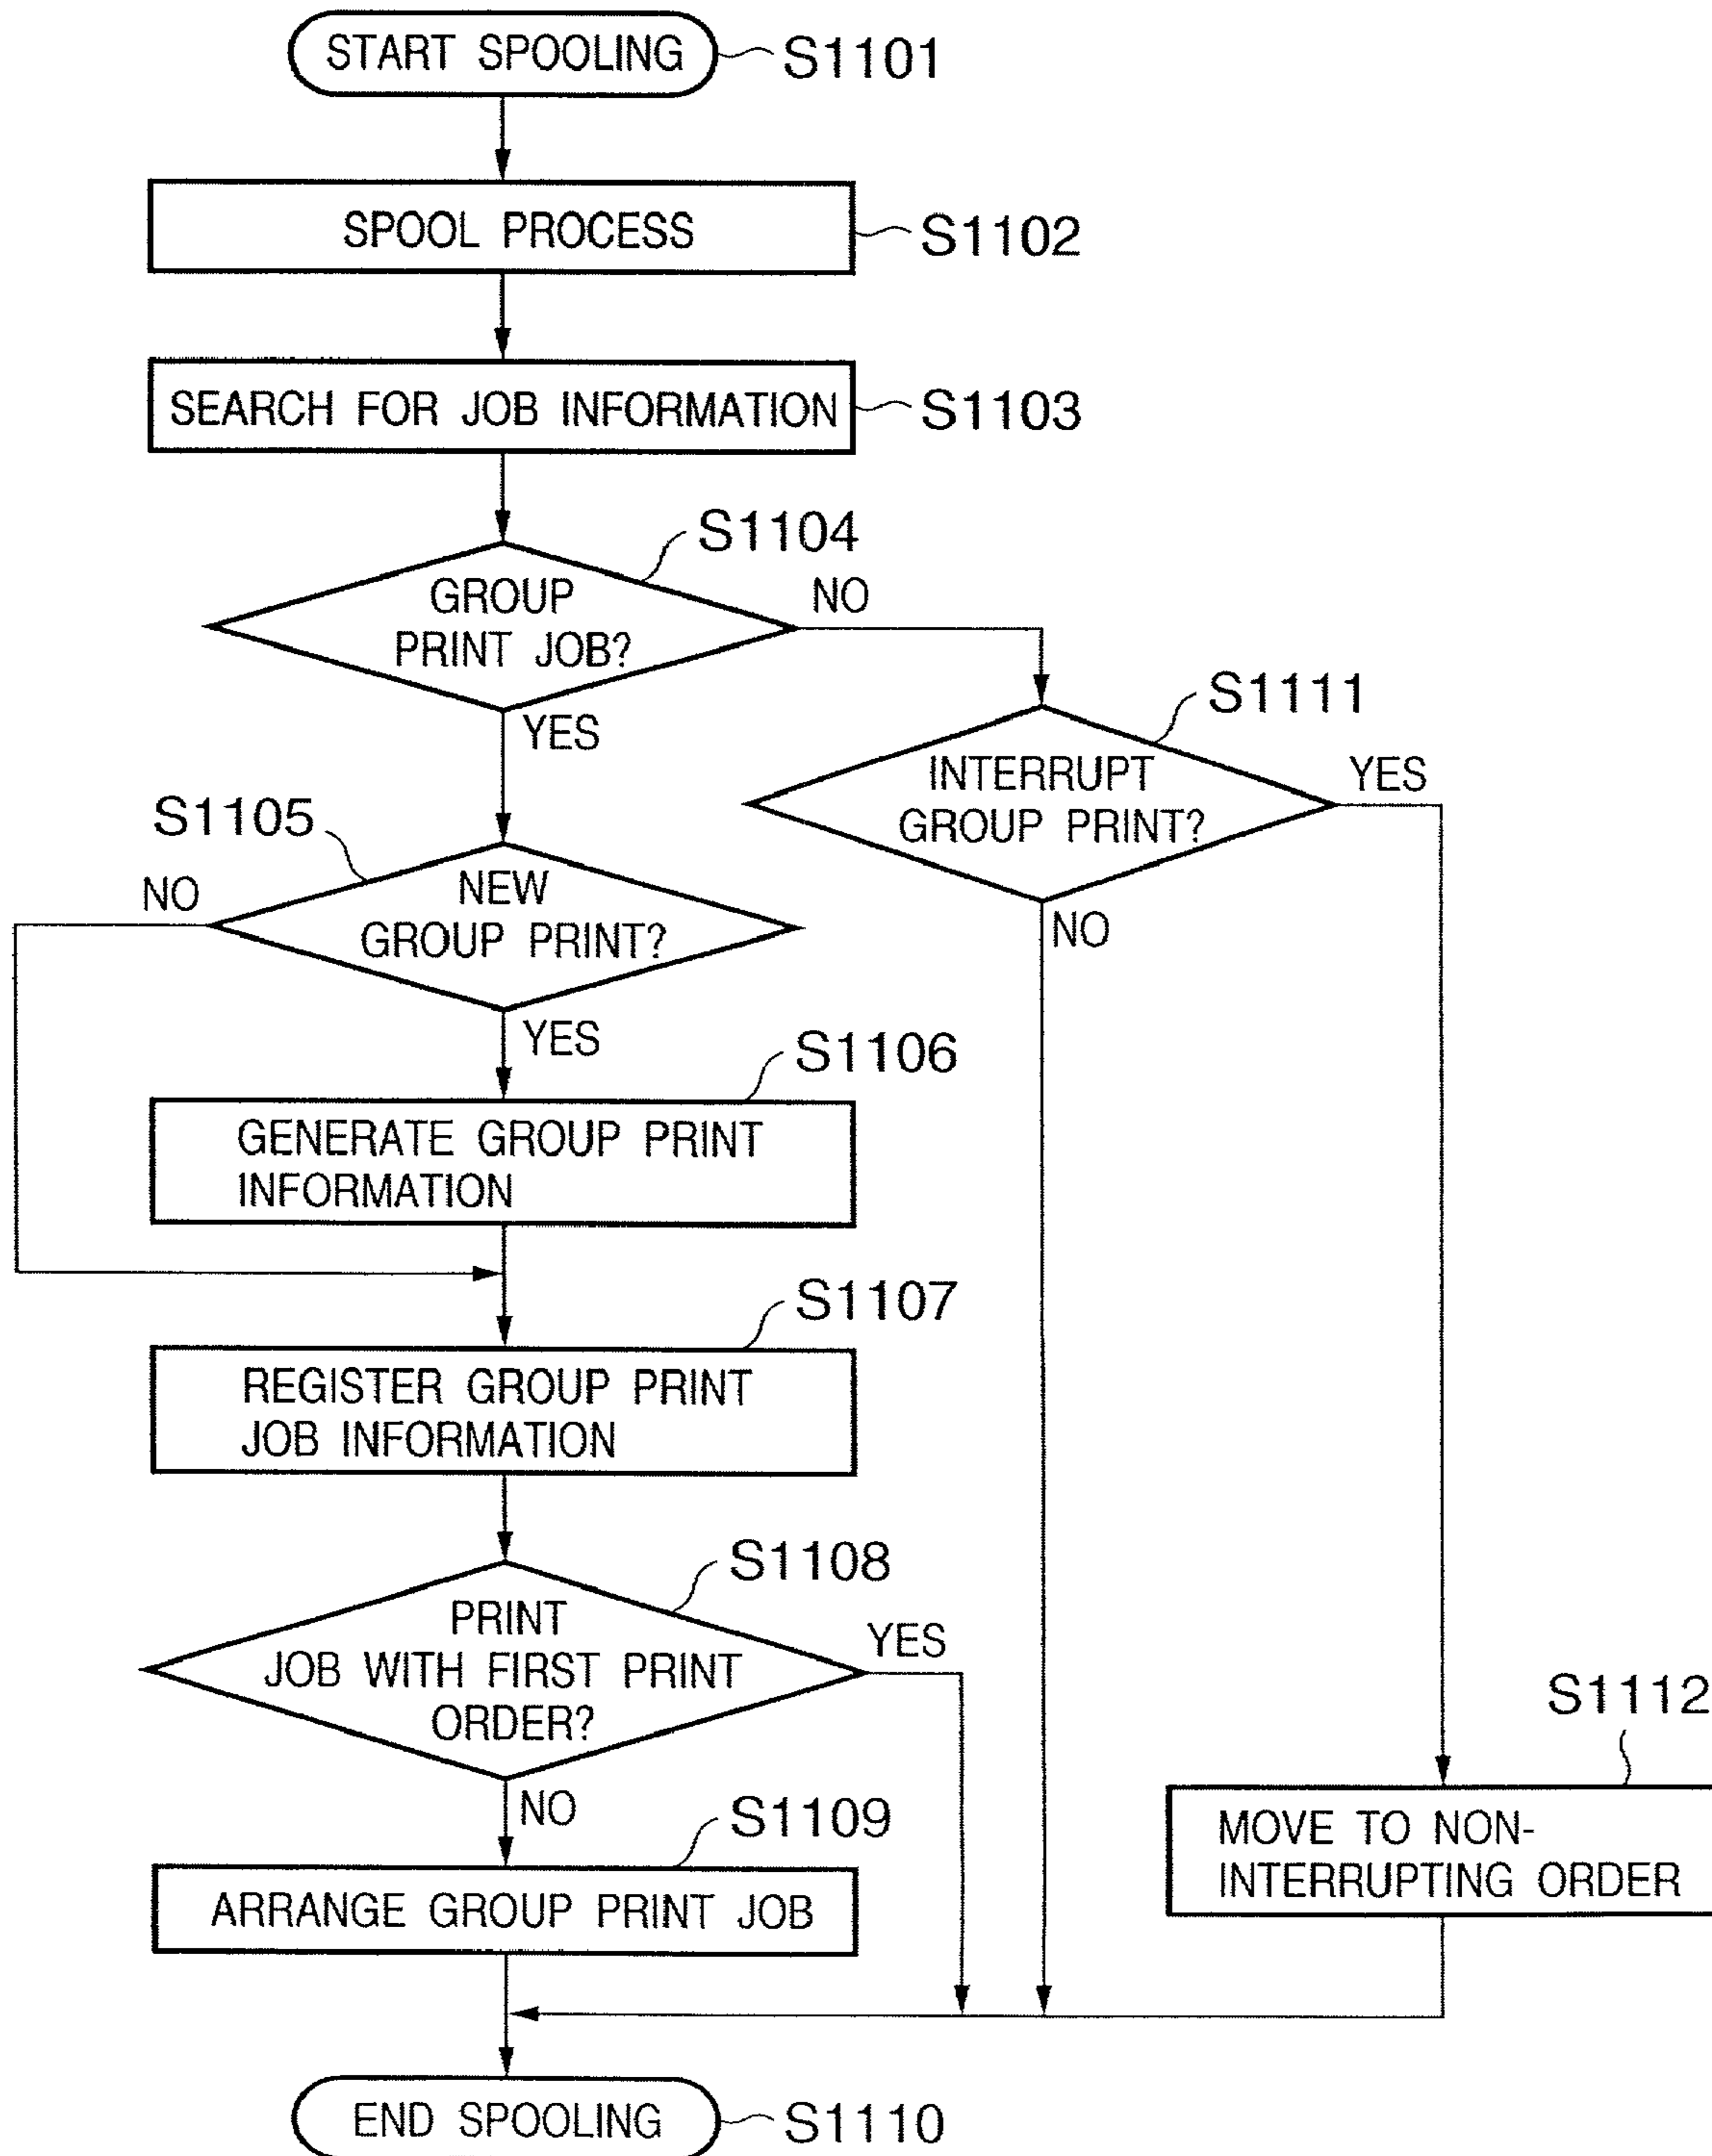 START SPOOLING
S1101
SPOOL PROCESS
S1102
SEARCH FOR JOB INFORMATION
S1103
S1104
GROUP
PRINT JOB?
NO
YES
S1111
INTERRUPT
GROUP PRINT?
YES
NO
S1105
NEW
GROUP PRINT?
NO
YES
S1106
GENERATE GROUP PRINT
INFORMATION
S1107
REGISTER GROUP PRINT
JOB INFORMATION
S1108
PRINT
JOB WITH FIRST PRINT
ORDER?
YES
NO
S1109
ARRANGE GROUP PRINT JOB
S1112
MOVE TO NON-
INTERRUPTING ORDER
END SPOOLING
S1110